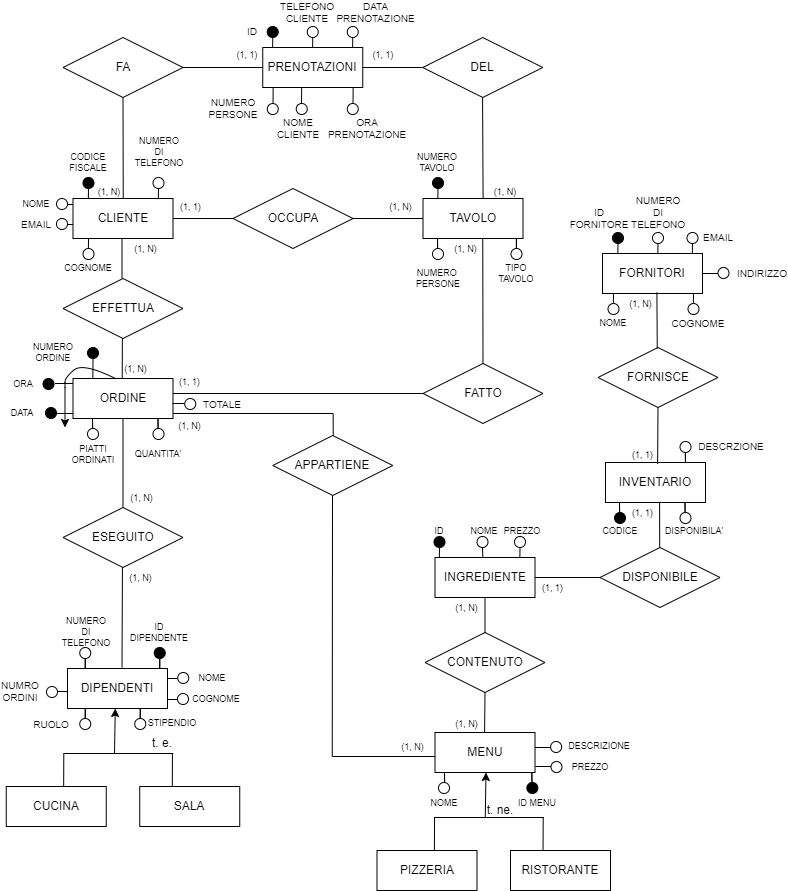 TELEFONO
CLIENTE
DATA
PRENOTAZIONE
ID
FA
(1, 1)
PRENOTAZIONI
(1, 1)
DEL
NUMERO
PERSONE
NOME
CLIENTE
ORA
PRENOTAZIONE
CODICE
FISCALE
NUMERO
DI
TELEFONO
NUMERO
TAVOLO
(1, N)
(1, N)
NOME
EMAIL
CLIENTE
(1, 1)
OCCUPA
(1, N)
TAVOLO
COGNOME
(1, N)
(1, N)
NUMERO
PERSONE
TIPO
TAVOLO
ID
FORNITORE
NUMERO
DI
TELEFONO
EMAIL
FORNITORI
INDIRIZZO
(1, N)
NOME
COGNOME
EFFETTUA
NUMERO
ORDINE
(1, N)
ORA
DATA
ORDINE
(1, 1)
TOTALE
(1, N)
FATTO
FORNISCE
PIATTI
ORDINATI
QUANTITA'
APPARTIENE
(1, 1)
DESCRZIONE
INVENTARIO
(1, 1)
CODICE
DISPONIBILA'
(1, N)
ESEGUITO
(1, N)
ID
NOME
PREZZO
INGREDIENTE
(1, 1)
DISPONIBILE
(1, N)
CONTENUTO
(1, N)
NUMERO
DI
TELEFONO
ID
DIPENDENTE
NUMRO
ORDINI
DIPENDENTI
NOME
COGNOME
RUOLO
STIPENDIO
t. e.
CUCINA
SALA
(1, N)
MENU
DESCRIZIONE
PREZZO
NOME
ID MENU
t. ne.
PIZZERIA
RISTORANTE